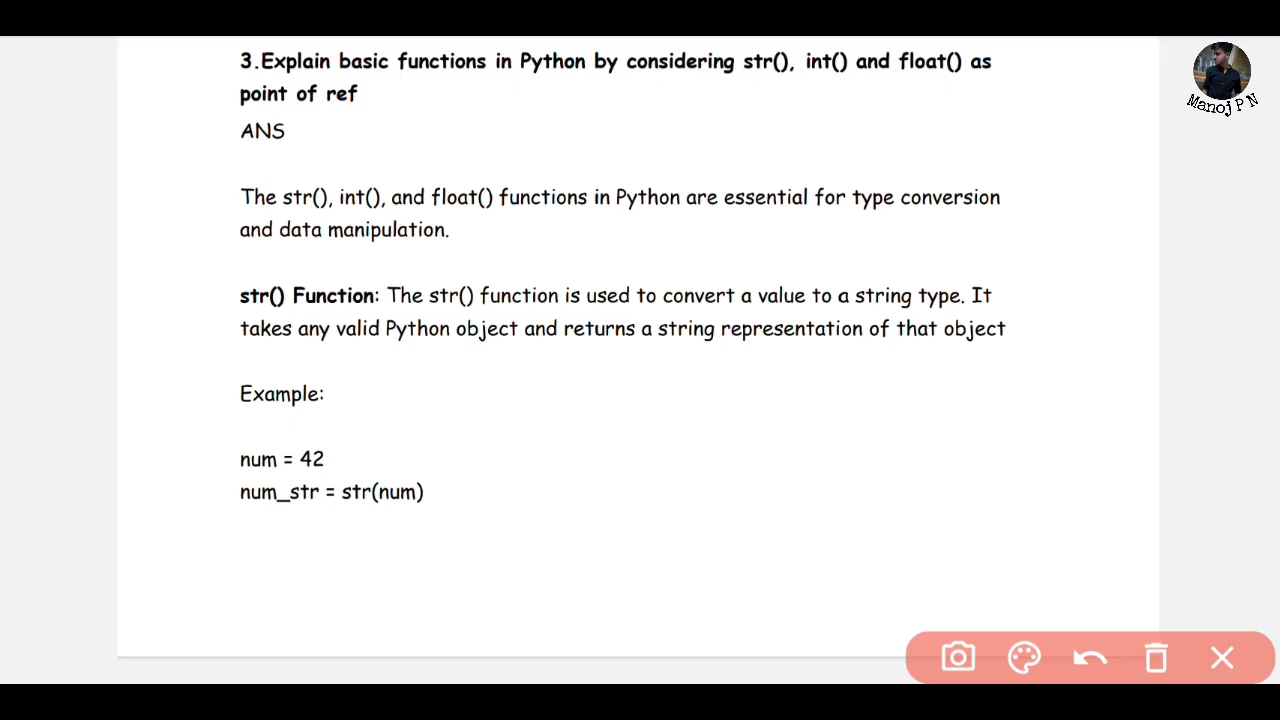 3.Explain basic functions in Python by considering str(), int() and float() as
point of ref
ANS
The str(), int(), and float() functions in Python are essential for type conversion
and data manipulation.
str() Function: The str() function is used to convert a value to a string type. It
takes any valid Python object and returns a string representation of that object
Example:
num = 42
num_str = str(num)
Manoj P N